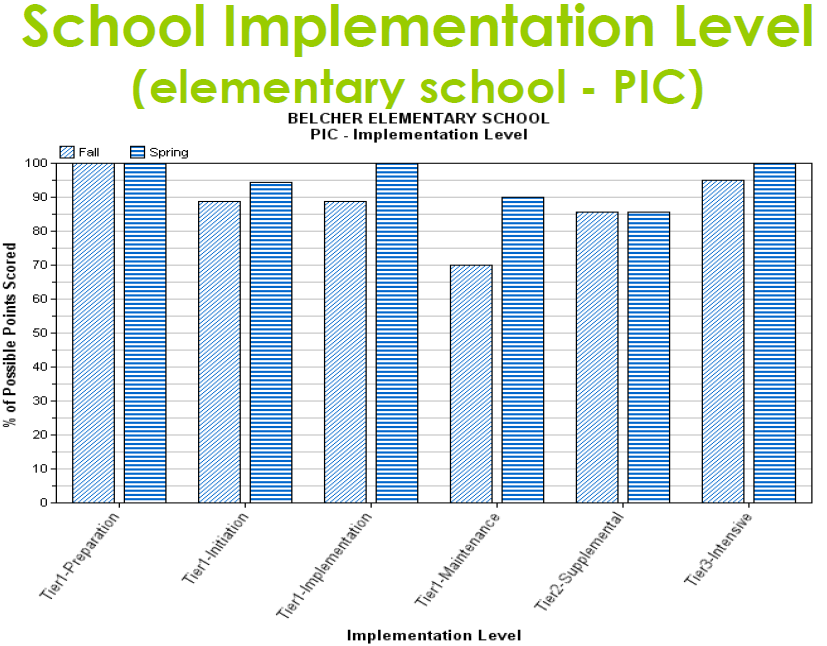 School Implementation Level
(elementary school - PIC)
BELCHER ELEMENTARY SCHOOL
PIC - Implementation Level
Fall Spring
100
90
80
70
60
50
40
30
20
10
0
% of Possible Points Scored
Tier1-Preparation
Tier1-Initiation
Tier1-Implementation
Tier1-Maintenance
Tier2-Supplemental
Tier3-Intensive
Implementation Level